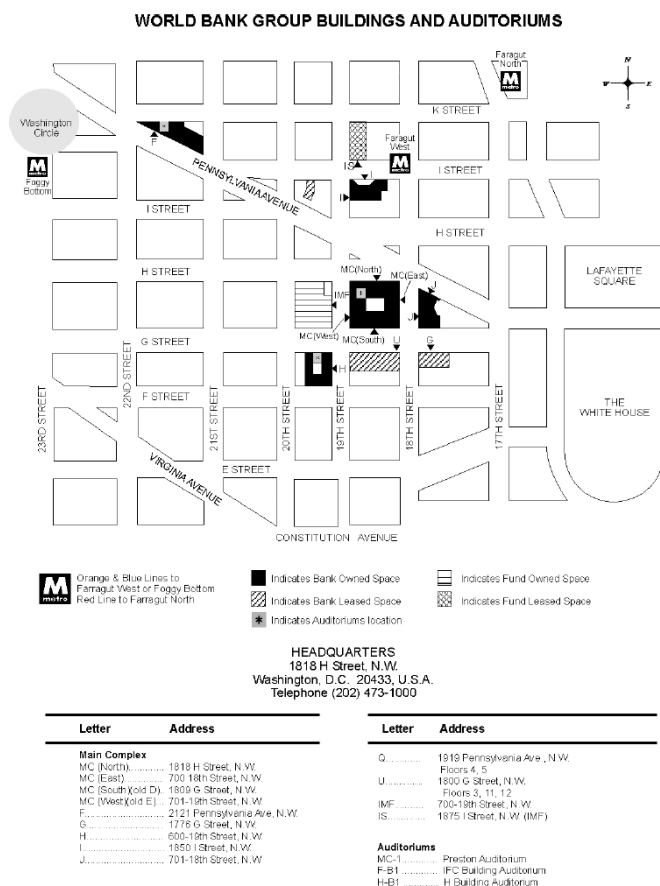 WORLD BANK GROUP BUILDINGS AND AUDITORIUMS
Faragut
North
M
metro
N
W E
S
K STREET
Washington
Circle
F
Faragut
West
M
metro
M
metro
Foggy
Bottom
PENNSYLVANIA AVENUE
IS
I STREET
I
I
I STREET
H STREET
H STREET
MC(North)
MC(East)
IMF
J
J
LAFAYETTE
SQUARE
MC(West)
MC(South)
U
G
G STREET
H
F STREET
THE
WHITE HOUSE
23RD STREET
22ND STREET
21ST STREET
20TH STREET
19TH STREET
18TH STREET
17TH STREET
VIRGINIA AVENUE
E STREET
CONSTITUTION AVENUE
M
metro
Orange & Blue Lines to
Farragut West or Foggy Bottom
Red Line to Farragut North
Indicates Bank Owned Space
Indicates Bank Leased Space
Indicates Auditoriums location
Indicates Fund Owned Space
Indicates Fund Leased Space
HEADQUARTERS
1818 H Street, N.W.
Washington, D.C. 20433, U.S.A.
Telephone (202) 473-1000
Letter Address
Main Complex
MC (North)............. 1818 H Street, N.W.
MC (East)............... 700 18th Street, N.W.
MC (South)(old D).. 1809 G Street, N.W.
MC (West)(old E)... 701-19th Street, N.W.
F............................ 2121 Pennsylvania Ave, N.W.
G............................ 1776 G Street, N.W.
H............................ 600-19th Street, N.W.
I............................. 1850 I Street, N.W.
J............................. 701-18th Street, N.W.
Letter Address
Q............ 1919 Pennsylvania Ave., N.W.
Floors 4, 5
U............ 1800 G Street, N.W.
Floors 3, 11, 12
IMF......... 700-19th Street, N.W.
IS............ 1875 I Street, N.W. (IMF)
Auditoriums
MC-1........... Preston Auditorium
F-B1............ IFC Building Auditorium
H-B1........... H Building Auditorium